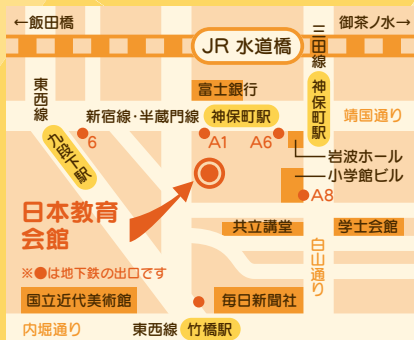 ←飯田橋
御茶ノ水→
JR 水道橋
三田線
富士銀行
東西線
新宿線・半蔵門線 神保町駅
神保町駅
靖国通り
九段下駅
6
A1
A6
岩波ホール
小学館ビル
A8
日本教育
会館
共立講堂
学士会館
白山通り
※●は地下鉄の出口です
国立近代美術館
毎日新聞社
内堀通り
東西線 竹橋駅